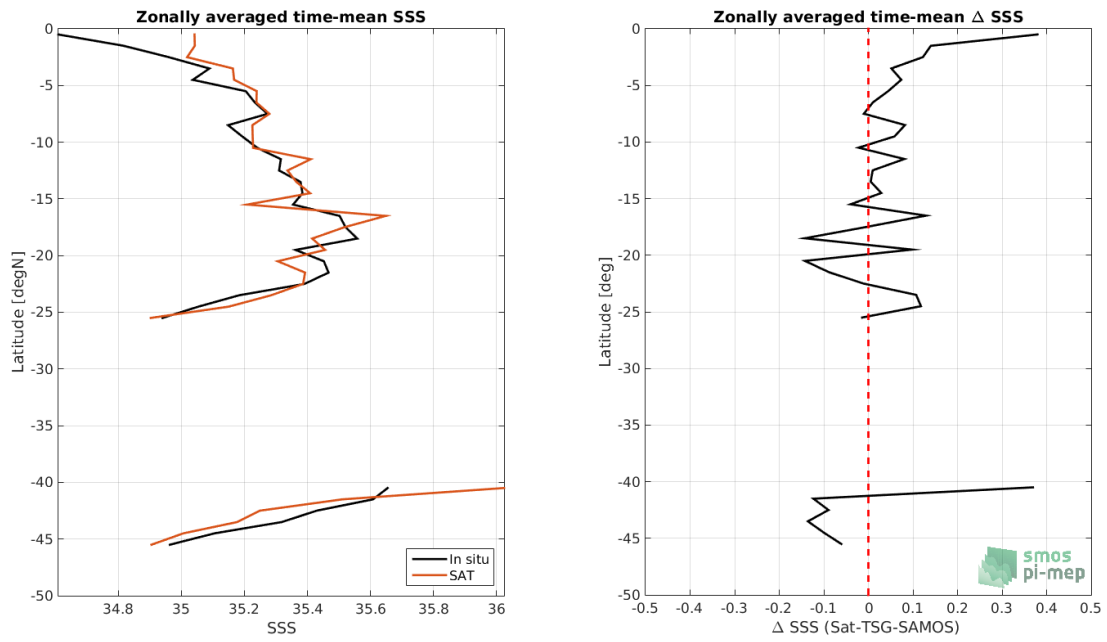 Zonally averaged time-mean SSS
0
-5
-10
-15
-20
-25
-30
-35
-40
-45
-50
Latitude [degN]
34.8 35 35.2 35.4 35.6 35.8 36
SSS
In situ
SAT
Zonally averaged time-mean Δ SSS
0
-5
-10
-15
-20
-25
-30
-35
-40
-45
-50
Latitude [deg]
-0.5 -0.4 -0.3 -0.2 -0.1 0 0.1 0.2 0.3 0.4 0.5
Δ SSS (Sat-TSG-SAMOS)
smos
pi-mep